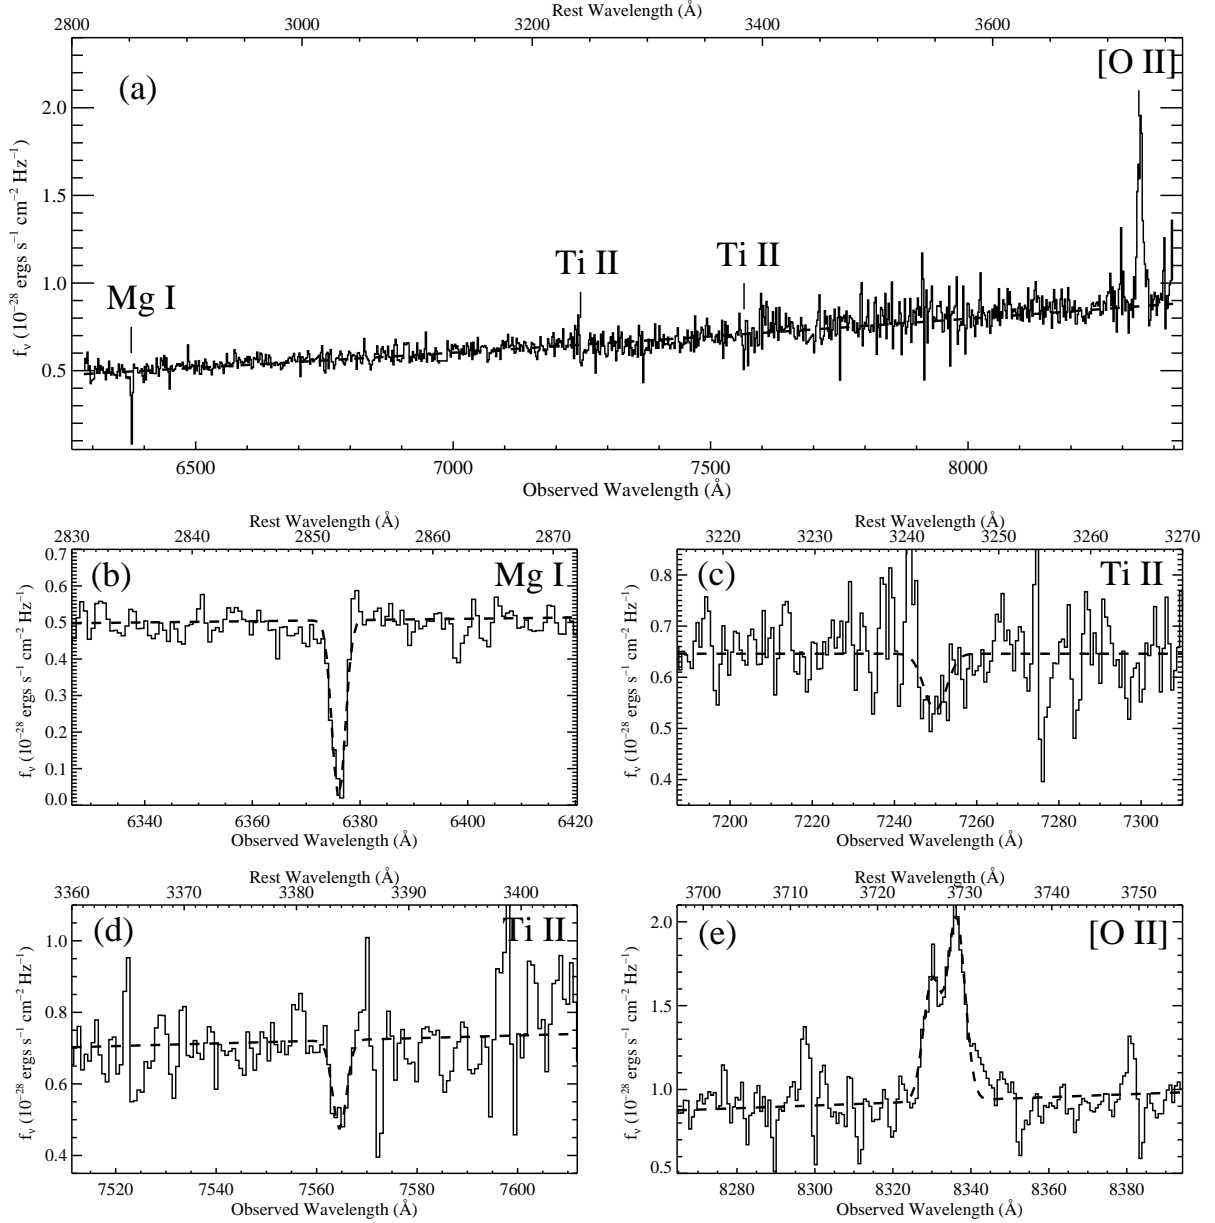 Rest Wavelength (Å)
2800 3000 3200 3400 3600
(a)
[O II]
Ti II
Ti II
Mg I
f_ν (10⁻²⁸ ergs s⁻¹ cm⁻² Hz⁻¹)
2.0
1.5
1.0
0.5
6500 7000 7500 8000
Observed Wavelength (Å)
Rest Wavelength (Å)
2830 2840 2850 2860 2870
(b)
Mg I
f_ν (10⁻²⁸ ergs s⁻¹ cm⁻² Hz⁻¹)
0.7
0.6
0.5
0.4
0.3
0.2
0.1
0.0
6340 6360 6380 6400 6420
Observed Wavelength (Å)
Rest Wavelength (Å)
3220 3230 3240 3250 3260 3270
(c)
Ti II
f_ν (10⁻²⁸ ergs s⁻¹ cm⁻² Hz⁻¹)
0.8
0.7
0.6
0.5
0.4
7200 7220 7240 7260 7280 7300
Observed Wavelength (Å)
Rest Wavelength (Å)
3360 3370 3380 3390 3400
(d)
Ti II
f_ν (10⁻²⁸ ergs s⁻¹ cm⁻² Hz⁻¹)
1.0
0.8
0.6
0.4
7520 7540 7560 7580 7600
Observed Wavelength (Å)
Rest Wavelength (Å)
3700 3710 3720 3730 3740 3750
(e)
[O II]
f_ν (10⁻²⁸ ergs s⁻¹ cm⁻² Hz⁻¹)
2.0
1.5
1.0
0.5
8280 8300 8320 8340 8360 8380
Observed Wavelength (Å)